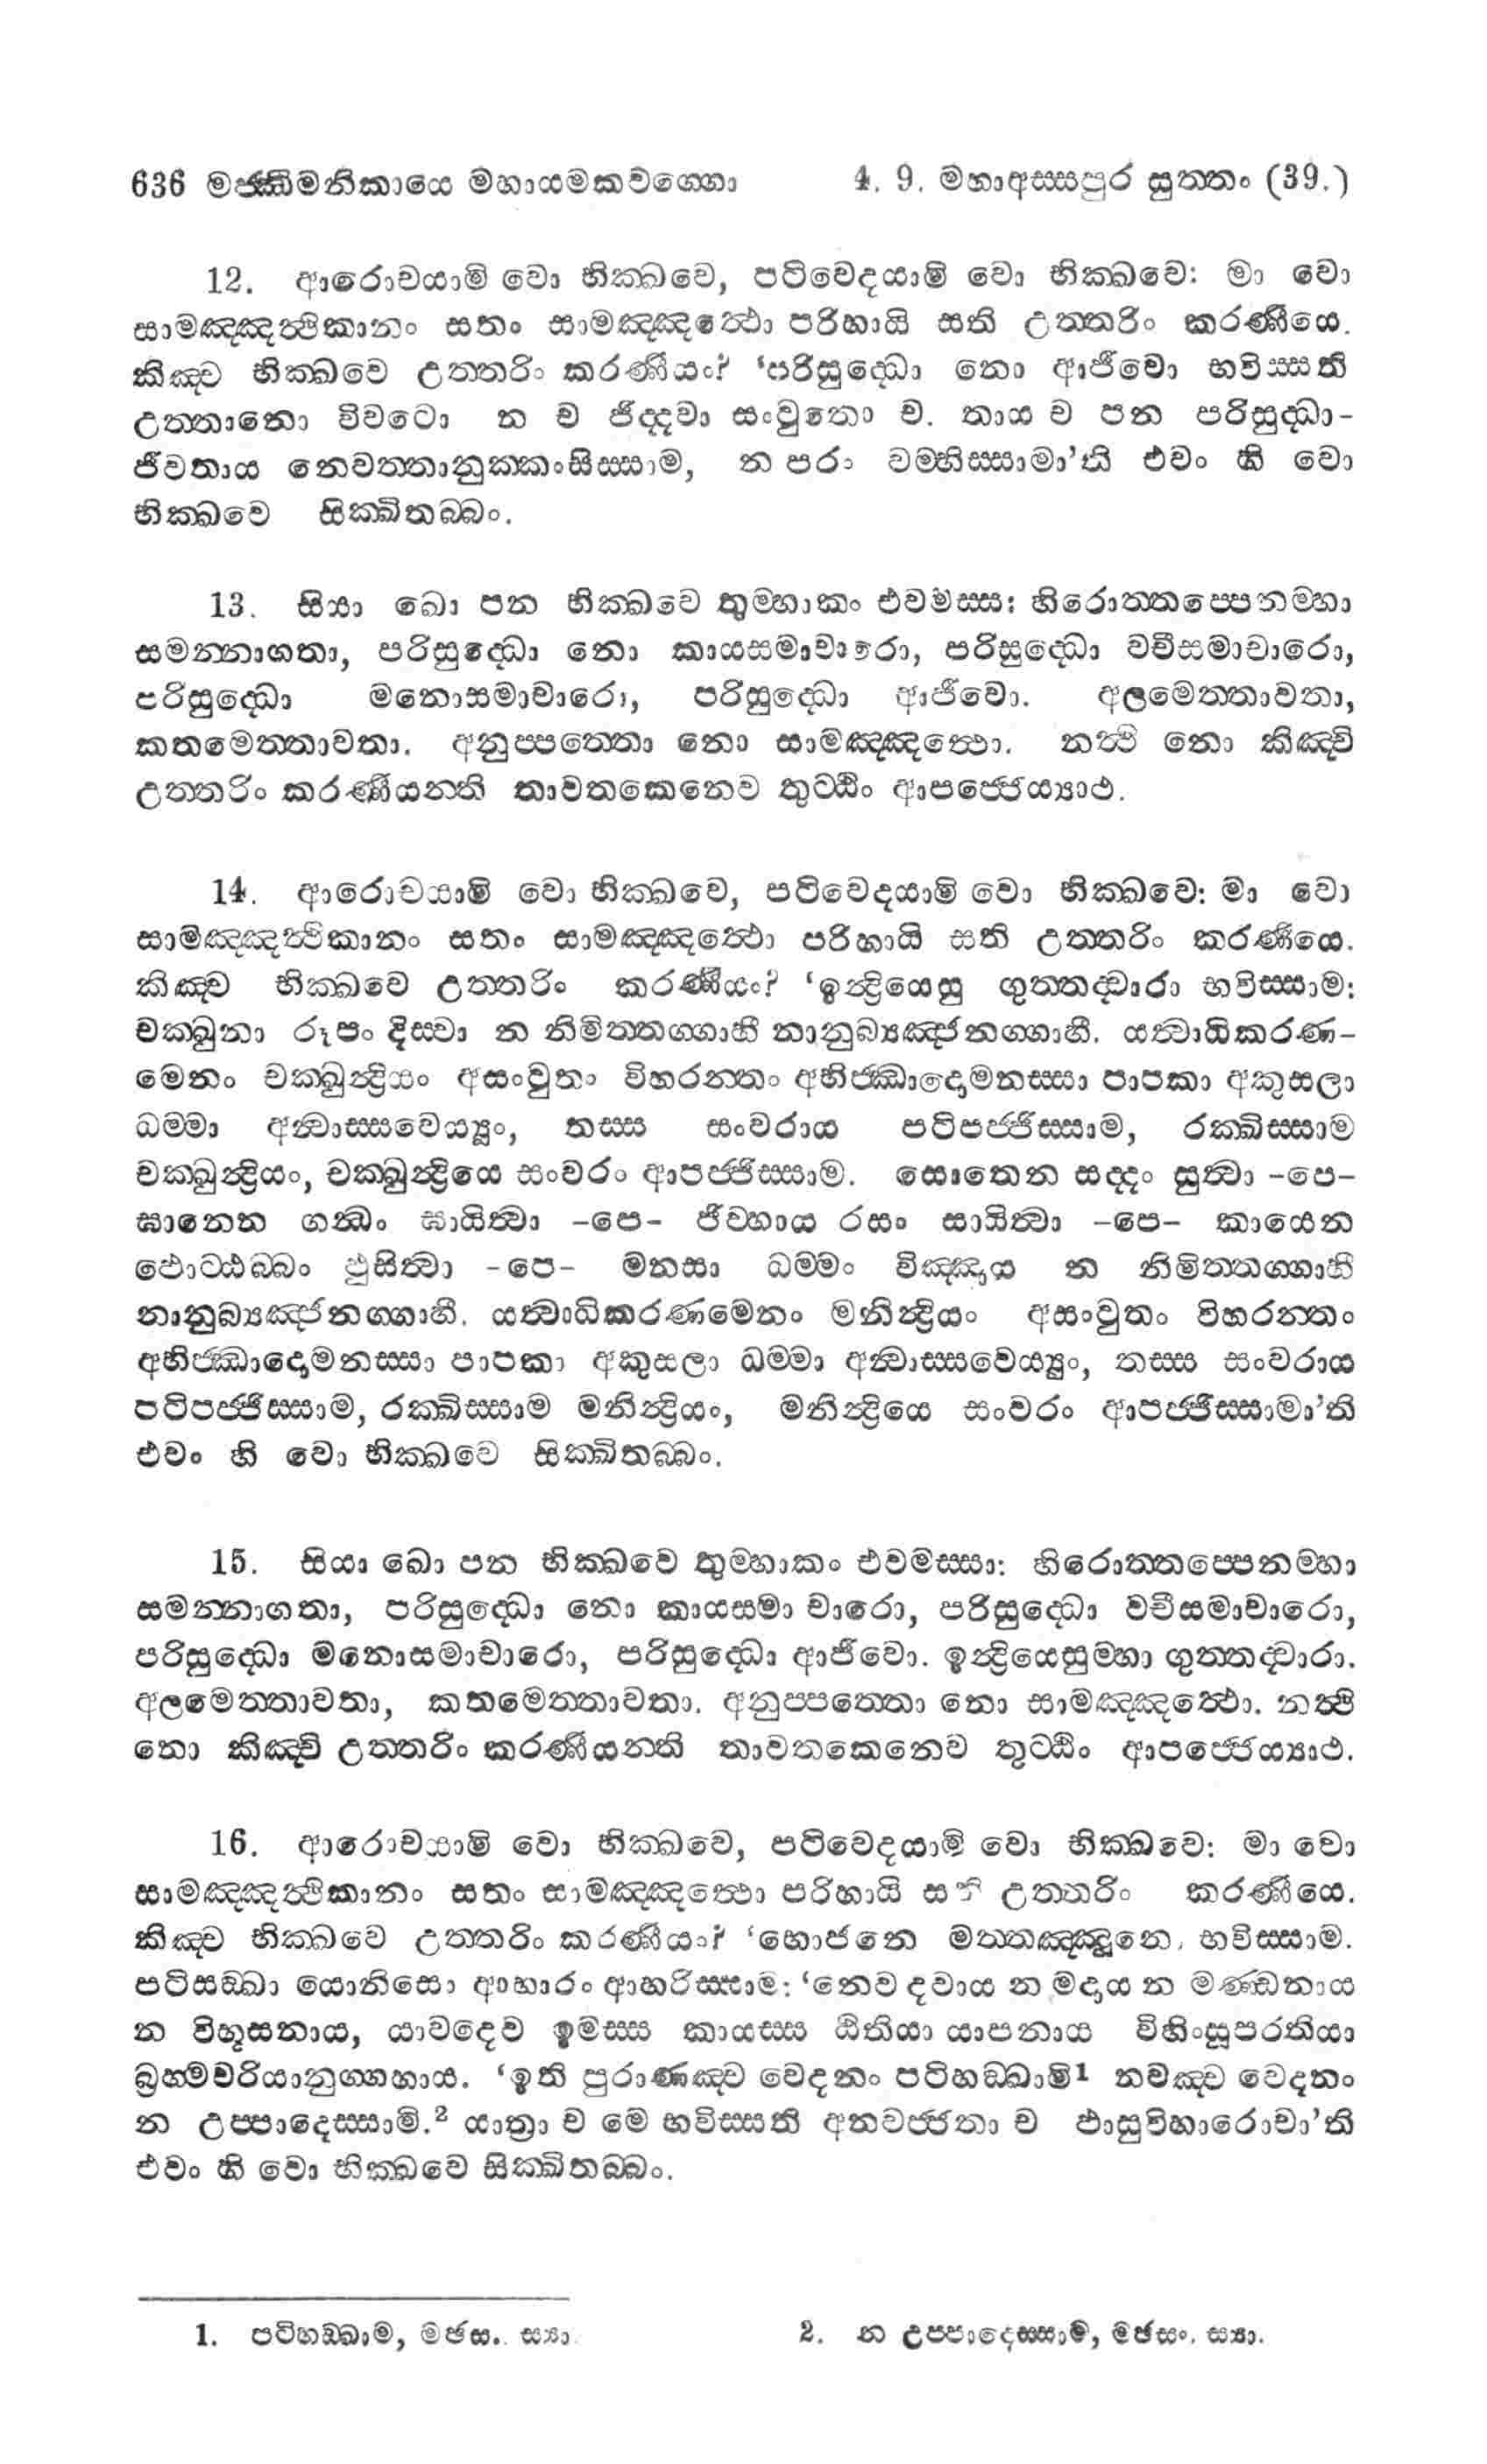 636 මජ්ඣිමනිකායෙ මහායමකවග්ගො 4. 9. මහාඅස්සපුර සුත්තං (39.)
12. ආරොචයාමි වො භික්ඛවෙ, පටිවෙදයාමි වො භික්ඛවෙ: මා වො
සාමඤ්ඤත්ථිකානං සතං සාමඤ්ඤත්ථො පරිහායි සති උත්තරිං කරණීයෙ.
කිඤ්ච භික්ඛවෙ උත්තරිං කරණීයං? ‘පරිසුද්ධො නො ආජීවො භවිස්සති
උත්තානො විවටො න ච ඡිද්දවා සංවුතො ච. තාය ච පන පරිසුද්ධා-
ජීවතාය නෙවත්තානුක්කංසිස්සාම, න පරං වම්භිස්සාමා’ති එවං හි වො
භික්ඛවෙ සික්ඛිතබ්බං.
13. සියා ඛො පන භික්ඛවෙ තුම්හාකං එවමස්ස: හිරොත්තප්පෙනම්හා
සමන්නාගතා, පරිසුද්ධො නො කායසමාචාරො, පරිසුද්ධො වචීසමාචාරො,
පරිසුද්ධො මනොසමාචාරො, පරිසුද්ධො ආජීවො. අලමෙත්තාවතා,
කතමෙත්තාවතා. අනුප්පත්තො නො සාමඤ්ඤත්ථො. නත්ථි නො කිඤ්චි
උත්තරිං කරණීයන්ති තාවතකෙනෙව තුට්ඨිං ආපජ්ජෙය්‍යාථ.
14. ආරොචයාමි වො භික්ඛවෙ, පටිවෙදයාමි වො භික්ඛවෙ: මා වො
සාමඤ්ඤත්ථිකානං සතං සාමඤ්ඤත්ථො පරිහායි සති උත්තරිං කරණීයෙ.
කිඤ්ච භික්ඛවෙ උත්තරිං කරණීයං? ‘ඉන්ද්‍රියෙසු ගුත්තද්වාරා භවිස්සාම:
චක්ඛුනා රූපං දිස්වා න නිමිත්තග්ගාහී නානුබ්‍යඤ්ජනග්ගාහී. යත්වාධිකරණ-
මෙනං චක්ඛුන්ද්‍රියං අසංවුතං විහරන්තං අභිජ්ඣාදොමනස්සා පාපකා අකුසලා
ධම්මා අන්වාස්සවෙය්‍යුං, තස්ස සංවරාය පටිපජ්ජිස්සාම, රක්ඛිස්සාම
චක්ඛුන්ද්‍රියං, චක්ඛුන්ද්‍රියෙ සංවරං ආපජ්ජිස්සාම. සොතෙන සද්දං සුත්වා -පෙ-
ඝානෙන ගන්ධං ඝායිත්වා -පෙ- ජිව්හාය රසං සායිත්වා -පෙ- කායෙන
ඵොට්ඨබ්බං ඵුසිත්වා -පෙ- මනසා ධම්මං විඤ්ඤාය න නිමිත්තග්ගාහී
නානුබ්‍යඤ්ජනග්ගාහී. යත්වාධිකරණමෙනං මනින්ද්‍රියං අසංවුතං විහරන්තං
අභිජ්ඣාදොමනස්සා පාපකා අකුසලා ධම්මා අන්වාස්සවෙය්‍යුං, තස්ස සංවරාය
පටිපජ්ජිස්සාම, රක්ඛිස්සාම මනින්ද්‍රියං, මනින්ද්‍රියෙ සංවරං ආපජ්ජිස්සාමා’ති
එවං හි වො භික්ඛවෙ සික්ඛිතබ්බං.
15. සියා ඛො පන භික්ඛවෙ තුම්හාකං එවමස්සා: හිරොත්තප්පෙනම්හා
සමන්නාගතා, පරිසුද්ධො නො කායසමා චාරො, පරිසුද්ධො වචීසමාචාරො,
පරිසුද්ධො මනොසමාචාරො, පරිසුද්ධො ආජීවො. ඉන්ද්‍රියෙසුම්හා ගුත්තද්වාරා.
අලමෙත්තාවතා, කතමෙත්තාවතා. අනුප්පත්තො නො සාමඤ්ඤත්ථො. නත්ථි
නො කිඤ්චි උත්තරිං කරණීයන්ති තාවතකෙනෙව තුට්ඨිං ආපජ්ජෙය්‍යාථ.
16. ආරොචයාමි වො භික්ඛවෙ, පටිවෙදයාමි වො භික්ඛවෙ: මා වො
සාමඤ්ඤත්ථිකානං සතං සාමඤ්ඤත්ථො පරිහායි සති උත්තරිං කරණීයෙ.
කිඤ්ච භික්ඛවෙ උත්තරිං කරණීයං? ‘භොජනෙ මත්තඤ්ඤුනො භවිස්සාම.
පටිසඞ්ඛා යොනිසො ආහාරං ආහරිස්සාම: ‘නෙව දවාය න මදාය න මණ්ඩනාය
න විභූසනාය, යාවදෙව ඉමස්ස කායස්ස ඨිතියා යාපනාය විහිංසූපරතියා
බ්‍රහ්මචරියානුග්ගහාය. ‘ඉති පුරාණඤ්ච වෙදනං පටිහඞ්ඛාමි¹ නවඤ්ච වෙදනං
න උප්පාදෙස්සාමි.² යාත්‍රා ච මෙ භවිස්සති අනවජ්ජතා ච ඵාසුවිහාරොචා’ති
එවං හි වො භික්ඛවෙ සික්ඛිතබ්බං.
1. පටිහඞ්ඛාම, මඡසං. ස්‍යා.
2. න උප්පාදෙස්සාම, මඡසං. ස්‍යා.